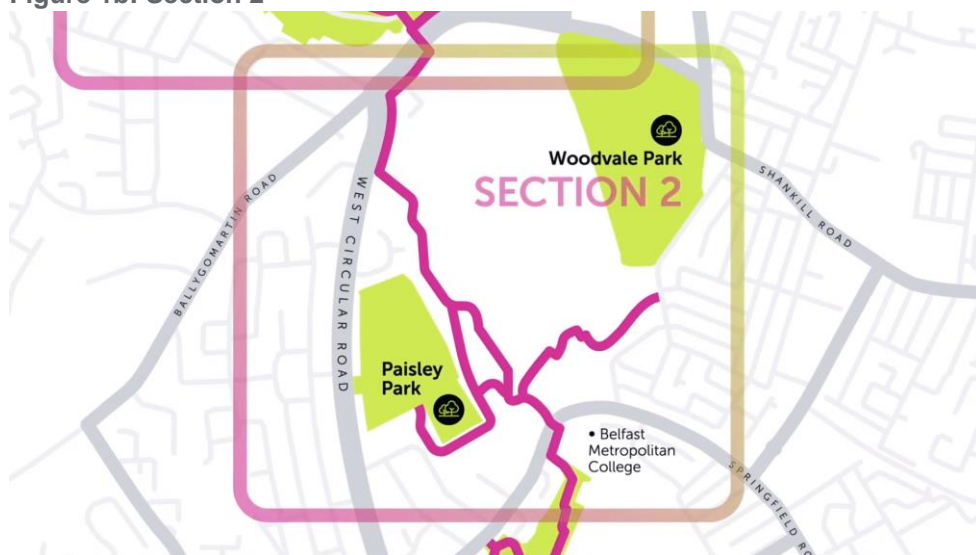 Figure 1b: Section 2
Woodvale Park
SECTION 2
SHANKILL ROAD
WEST CIRCULAR ROAD
BALLYGOMARTIN ROAD
Paisley
Park
• Belfast
Metropolitan
College
SPRINGFIELD